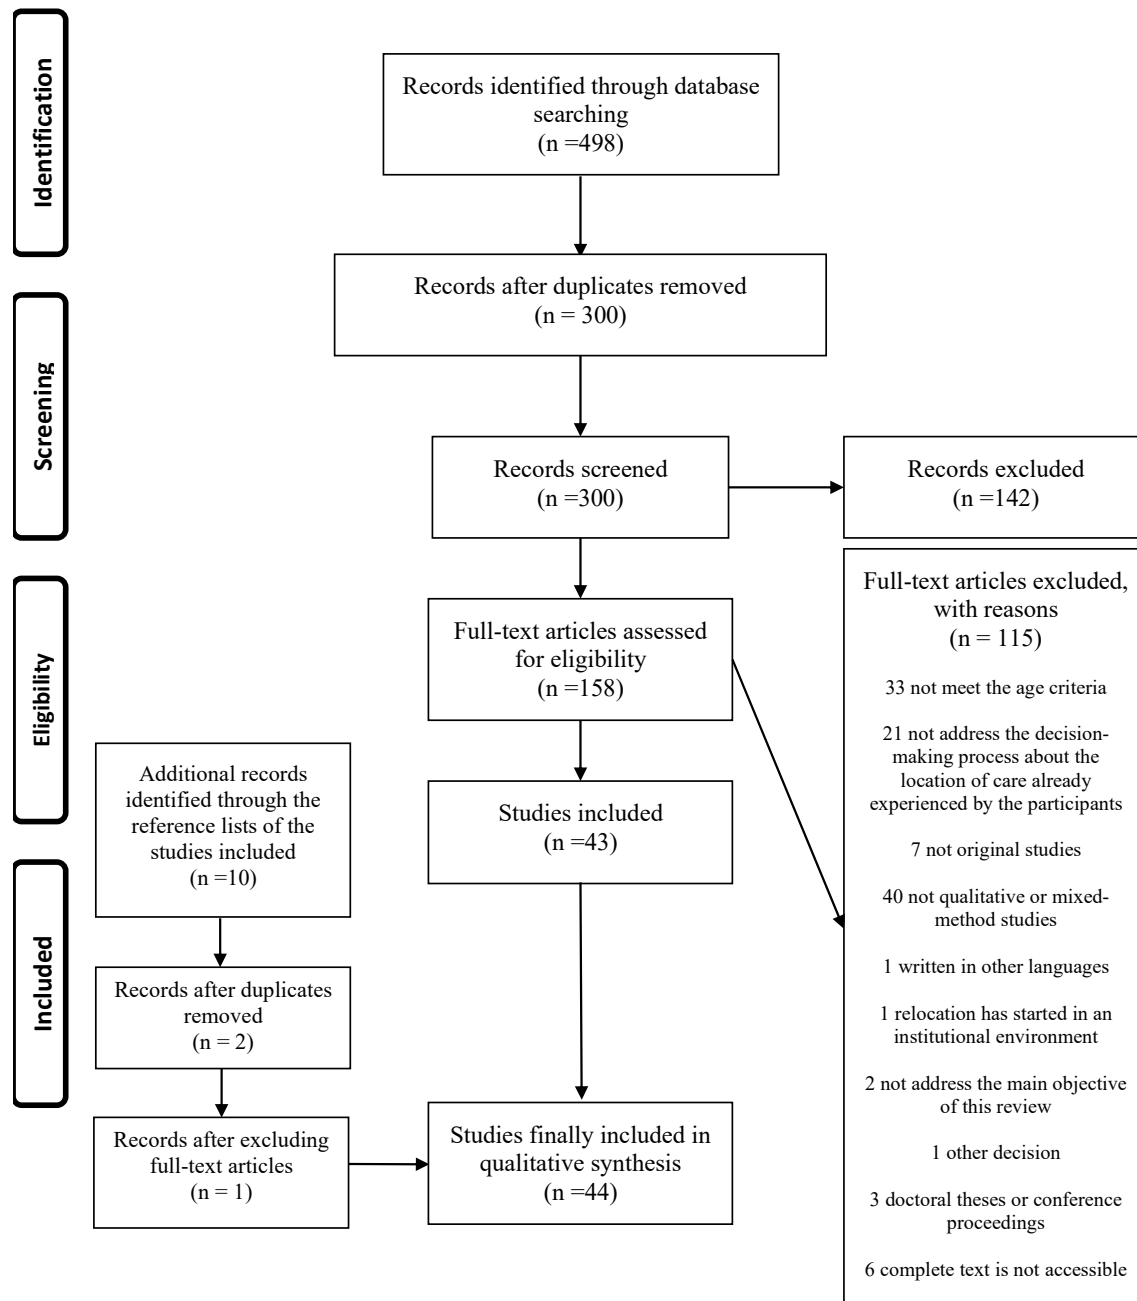 Identification
Records identified through database
searching
(n =498)
Records after duplicates removed
(n = 300)
Screening
Records screened
(n =300)
Records excluded
(n =142)
Eligibility
Full-text articles assessed
for eligibility
(n =158)
Full-text articles excluded,
with reasons
(n = 115)
33 not meet the age criteria
21 not address the decision-
making process about the
location of care already
experienced by the participants
7 not original studies
40 not qualitative or mixed-
method studies
1 written in other languages
1 relocation has started in an
institutional environment
2 not address the main objective
of this review
1 other decision
3 doctoral theses or conference
proceedings
6 complete text is not accessible
Additional records
identified through the
reference lists of the
studies included
(n =10)
Studies included
(n =43)
Included
Records after duplicates
removed
(n = 2)
Records after excluding
full-text articles
(n = 1)
Studies finally included in
qualitative synthesis
(n =44)